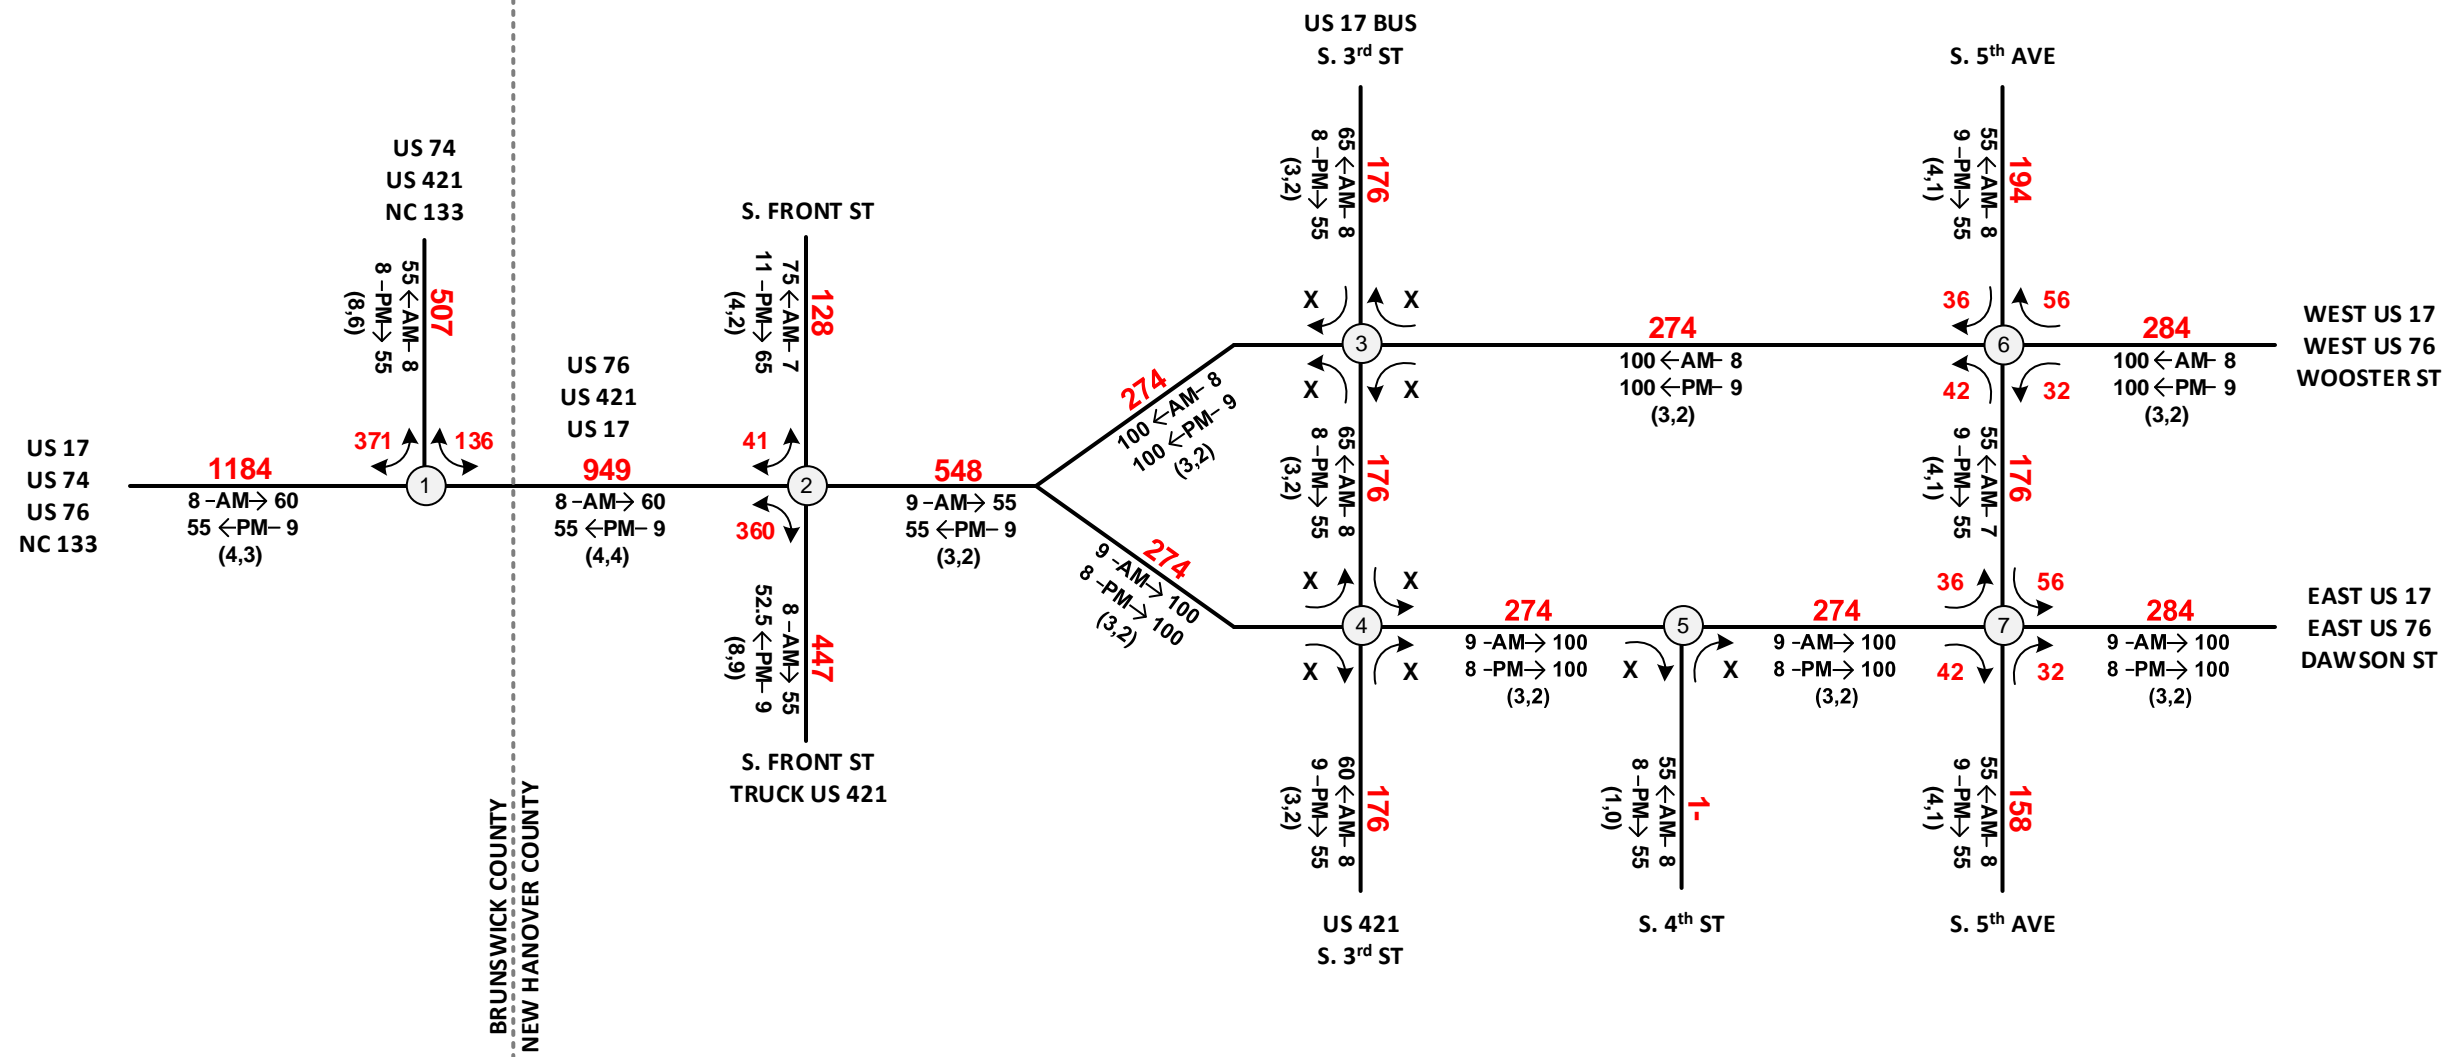 US 17 BUS
S. 3rd ST
S. 5th AVE
US 74
US 421
NC 133
S. FRONT ST
507
55 ←AM– 8
8 –PM→ 55
(8,6)
128
75 ←AM– 7
11 –PM→ 65
(4,2)
176
65 ←AM– 8
8 –PM→ 55
(3,2)
194
55 ←AM– 8
9 –PM→ 55
(4,1)
X X
36 56
WEST US 17
WEST US 76
WOOSTER ST
274
100 ←AM– 8
100 ←PM– 9
(3,2)
3
274
100 ←AM– 8
100 ←PM– 9
(3,2)
6
284
100 ←AM– 8
100 ←PM– 9
(3,2)
X X
42 32
US 76
US 421
US 17
US 17
US 74
US 76
NC 133
371 136
41
1184
8 –AM→ 60
55 ←PM– 9
(4,3)
1
949
8 –AM→ 60
55 ←PM– 9
(4,4)
2
548
9 –AM→ 55
55 ←PM– 9
(3,2)
360
176
65 ←AM– 8
8 –PM→ 55
(3,2)
176
55 ←AM– 7
9 –PM→ 55
(4,1)
274
9 –AM→ 100
8 –PM→ 100
(3,2)
X X
36 56
4
274
9 –AM→ 100
8 –PM→ 100
(3,2)
5
274
9 –AM→ 100
8 –PM→ 100
(3,2)
7
284
9 –AM→ 100
8 –PM→ 100
(3,2)
EAST US 17
EAST US 76
DAWSON ST
X X
X X
42 32
447
8 –AM→ 55
52.5 ←PM– 9
(8,9)
S. FRONT ST
TRUCK US 421
176
60 ←AM– 8
9 –PM→ 55
(3,2)
1-
55 ←AM– 8
8 –PM→ 55
(1,0)
158
55 ←AM– 8
9 –PM→ 55
(4,1)
US 421
S. 3rd ST
S. 4th ST
S. 5th AVE
BRUNSWICK COUNTY
NEW HANOVER COUNTY